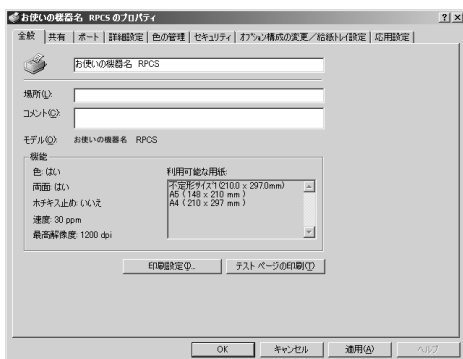 お使いの機器名 RPCS のプロパティ
全般 共有 ポート 詳細設定 色の管理 セキュリティ オプション構成の変更／給紙トレイ設定 応用設定
お使いの機器名 RPCS
場所(L):
コメント(C):
モデル(O): お使いの機器名 RPCS
機能
色: はい
両面: はい
ホチキス止め: いいえ
速度: 30 ppm
最高解像度: 1200 dpi
利用可能な用紙:
不定形サイズ1(210.0 x 297.0mm)
A5 ( 148 x 210 mm )
A4 ( 210 x 297 mm )
印刷設定(I)... テスト ページの印刷(T)
OK キャンセル 適用(A) ヘルプ